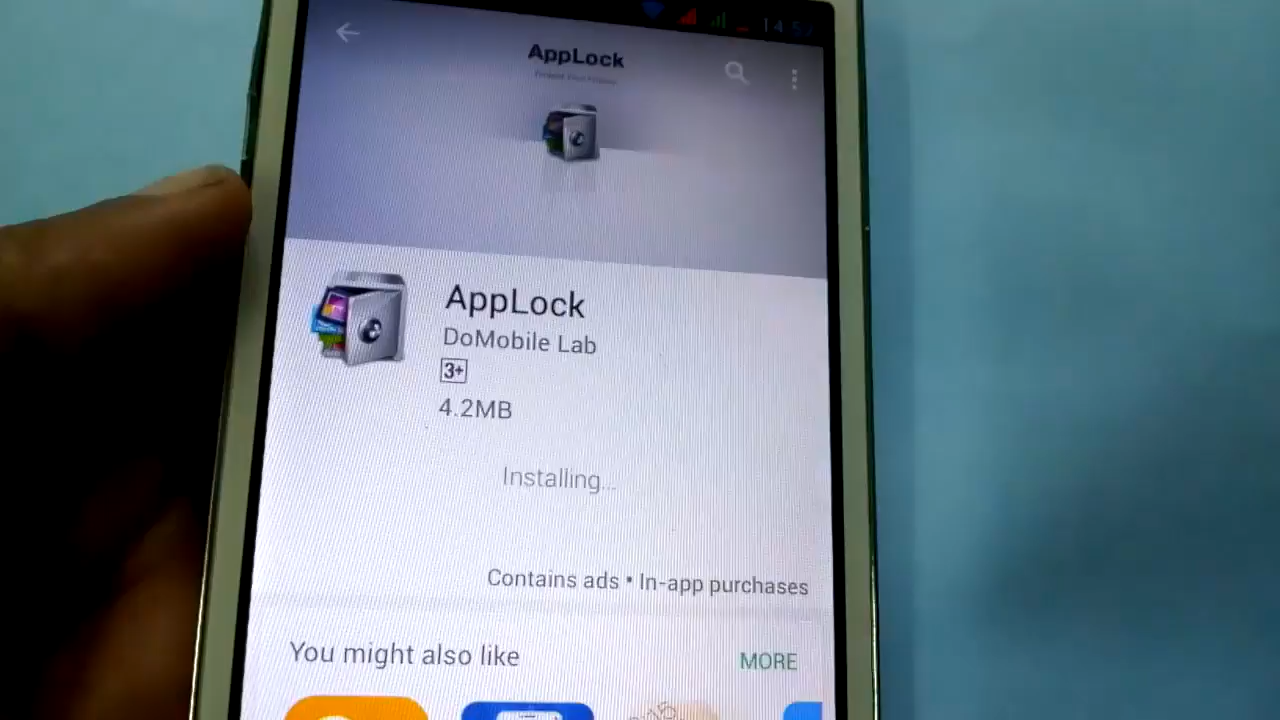 AppLock
AppLock
DoMobile Lab
3+
4.2MB
Installing...
Contains ads • In-app purchases
You might also like
MORE